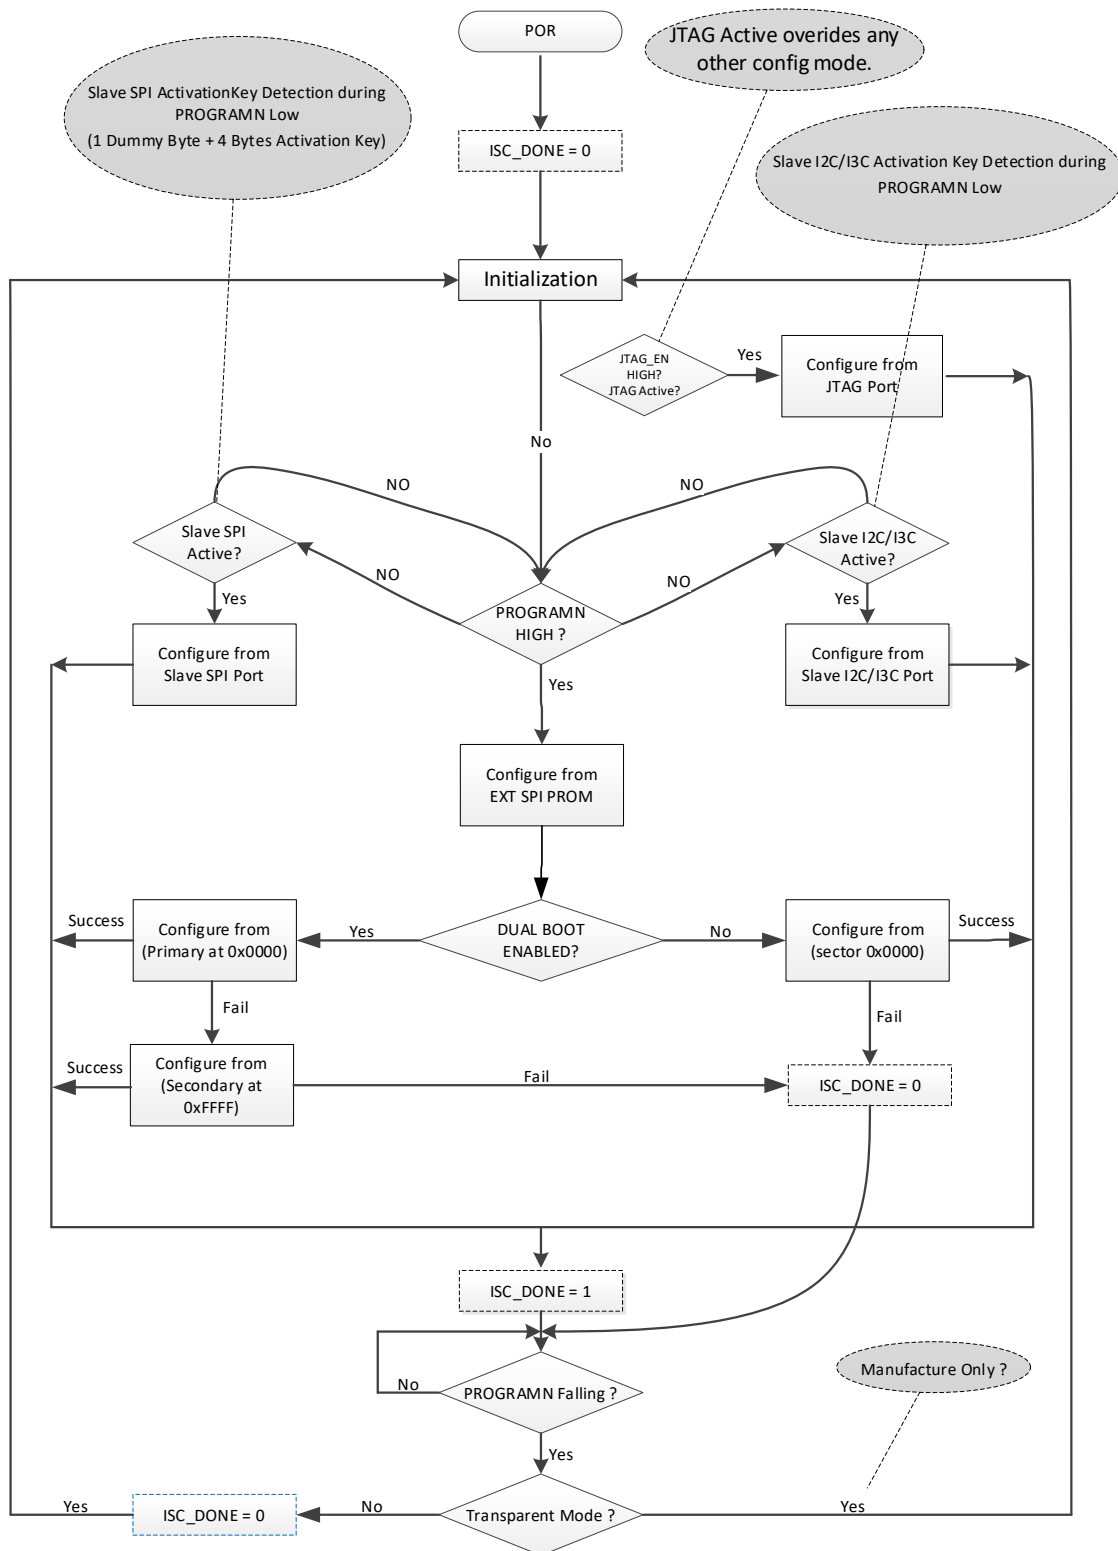 POR
JTAG Active overides any
other config mode.
Slave SPI ActivationKey Detection during
PROGRAMN Low
(1 Dummy Byte + 4 Bytes Activation Key)
ISC_DONE = 0
Slave I2C/I3C Activation Key Detection during
PROGRAMN Low
Initialization
JTAG_EN
HIGH?
JTAG Active?
Yes
Configure from
JTAG Port
No
NO
NO
Slave SPI
Active?
Slave I2C/I3C
Active?
NO
NO
Yes
PROGRAMN
HIGH ?
Yes
Configure from
Slave SPI Port
Configure from
Slave I2C/I3C Port
Yes
Configure from
EXT SPI PROM
Success
Configure from
(Primary at 0x0000)
Yes
DUAL BOOT
ENABLED?
No
Configure from
(sector 0x0000)
Success
Fail
Fail
Success
Configure from
(Secondary at
0xFFFF)
Fail
ISC_DONE = 0
ISC_DONE = 1
No
PROGRAMN Falling ?
Manufacture Only ?
Yes
Yes
ISC_DONE = 0
No
Transparent Mode ?
Yes